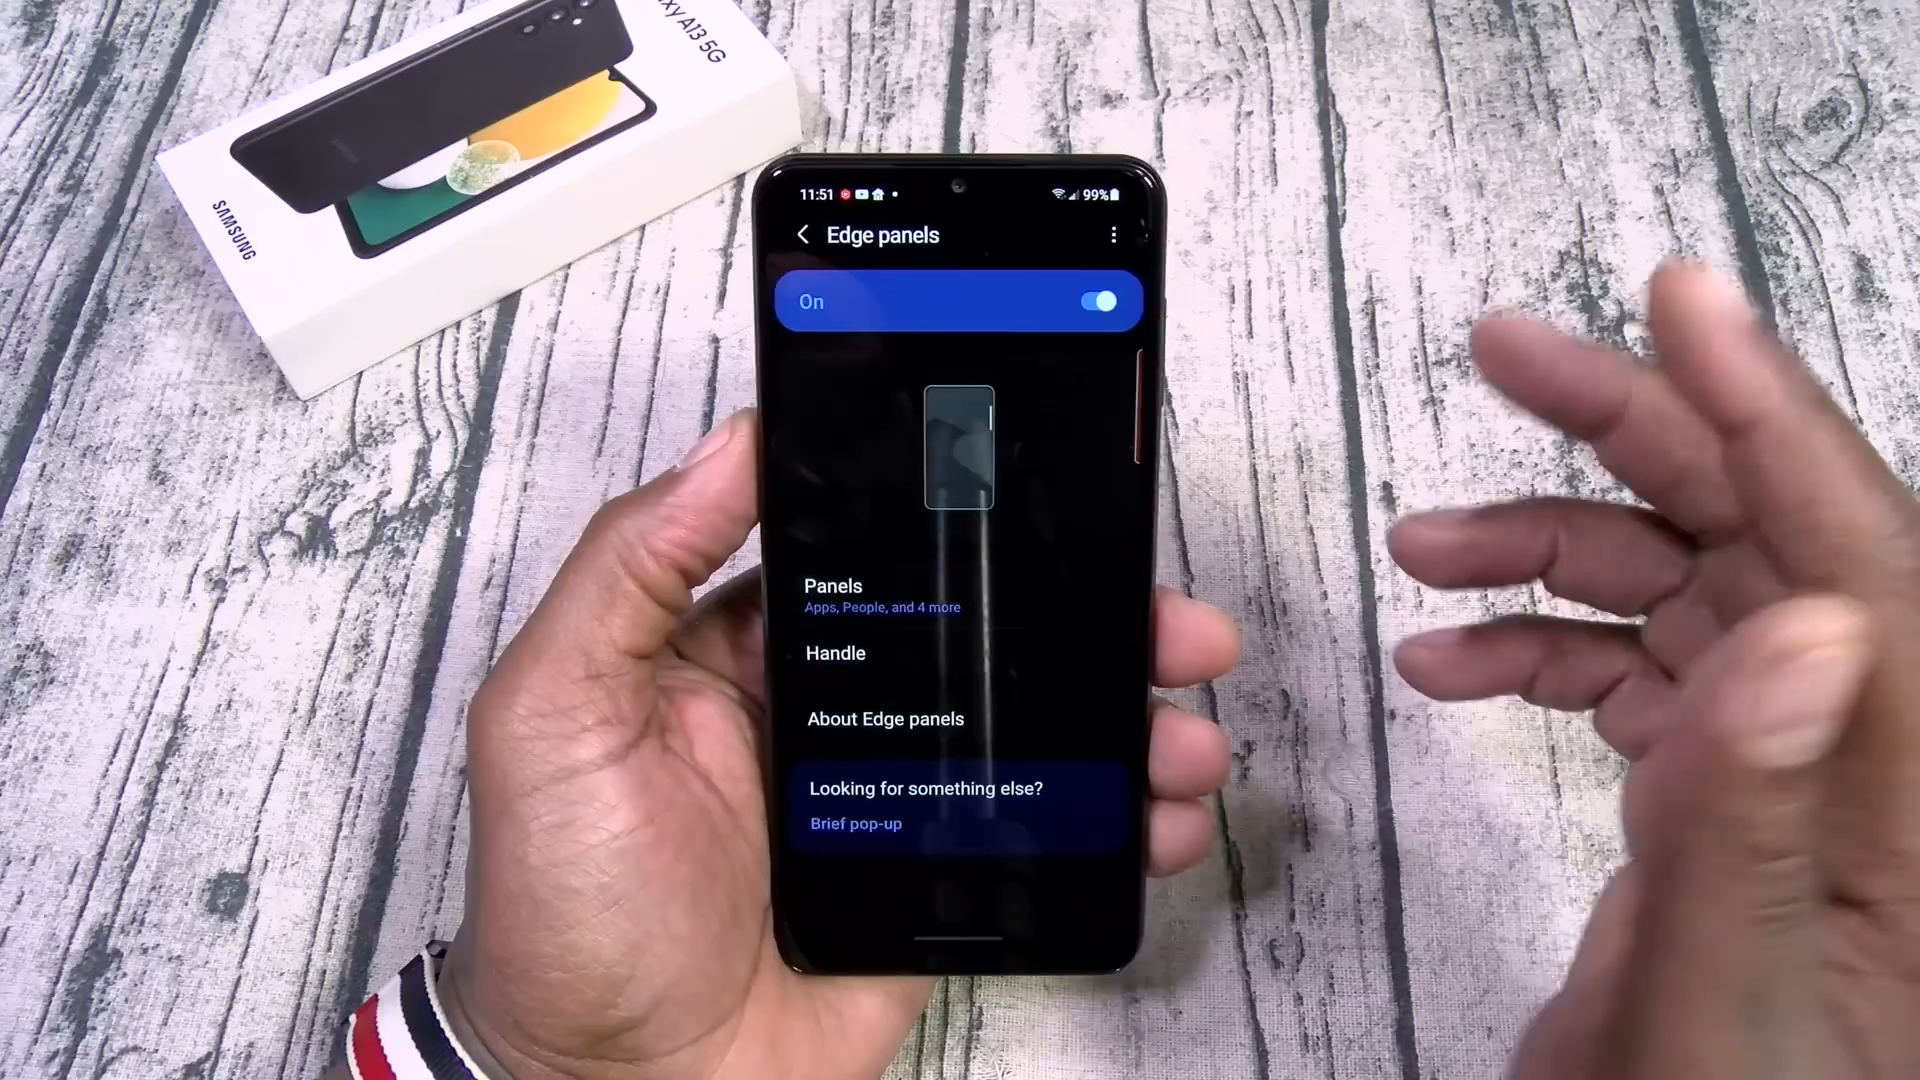 A13 5G
SAMSUNG
11:51
99%
Edge panels
On
Panels
Apps, People, and 4 more
Handle
About Edge panels
Looking for something else?
Brief pop-up